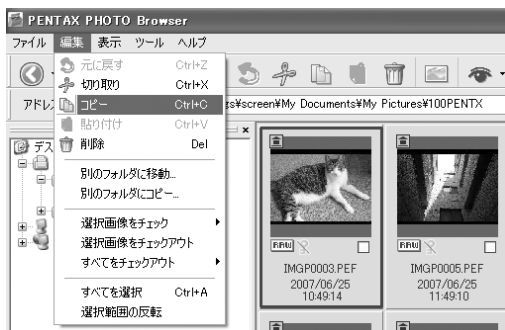 PENTAX PHOTO Browser
ファイル 編集 表示 ツール ヘルプ
元に戻す Ctrl+Z
切り取り Ctrl+X
コピー Ctrl+C
貼り付け Ctrl+V
削除 Del
別のフォルダに移動...
別のフォルダにコピー...
選択画像をチェック
選択画像をチェックアウト
すべてをチェックアウト
すべてを選択 Ctrl+A
選択範囲の反転
アドレ
gs¥screen¥My Documents¥My Pictures¥100PENTX
デス
RAW
IMGP0003.PEF
2007/06/25
10:49:14
RAW
IMGP0005.PEF
2007/06/25
11:49:10